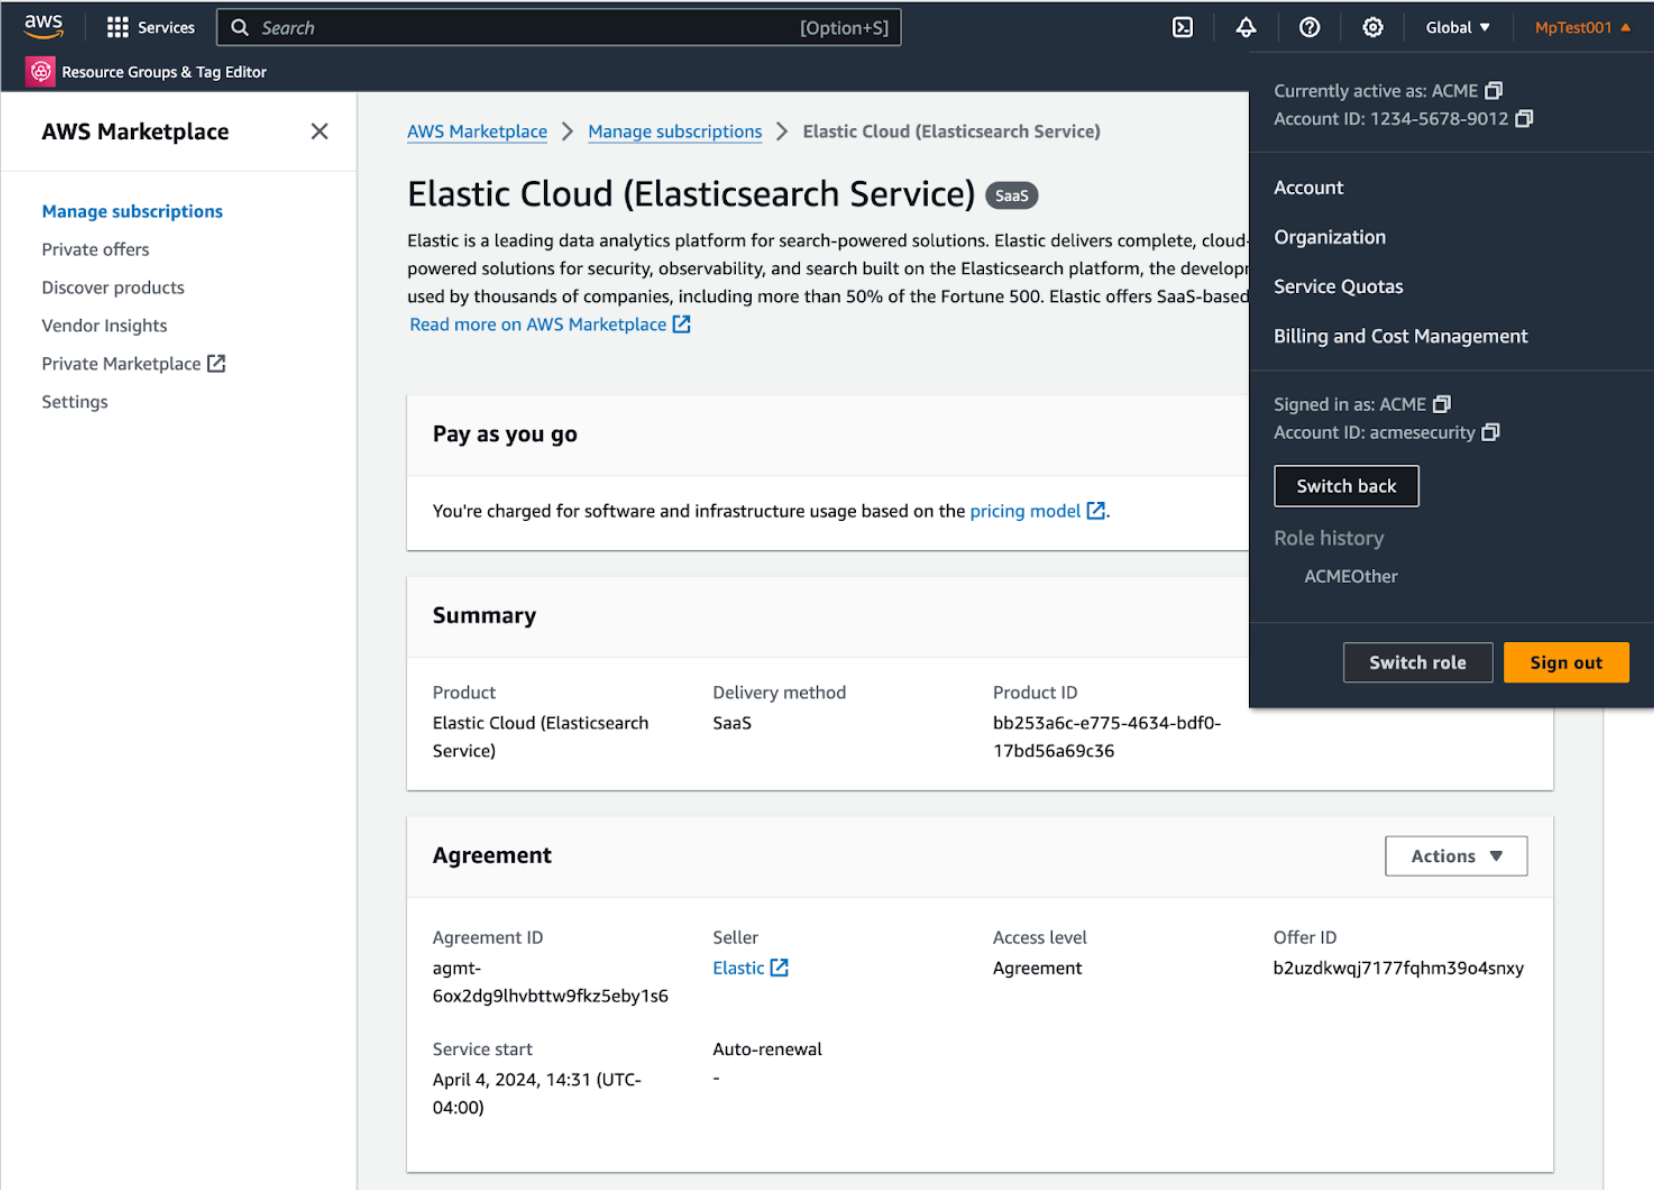 aws
Services
Search
[Option+S]
Global
MpTest001
Resource Groups & Tag Editor
Currently active as: ACME
Account ID: 1234-5678-9012
Account
Organization
Service Quotas
Billing and Cost Management
Signed in as: ACME
Account ID: acmesecurity
Switch back
Role history
ACMEOther
Switch role
Sign out
AWS Marketplace
Manage subscriptions
Private offers
Discover products
Vendor Insights
Private Marketplace
Settings
AWS Marketplace > Manage subscriptions > Elastic Cloud (Elasticsearch Service)
Elastic Cloud (Elasticsearch Service) SaaS
Elastic is a leading data analytics platform for search-powered solutions. Elastic delivers complete, cloud-
powered solutions for security, observability, and search built on the Elasticsearch platform, the developr
used by thousands of companies, including more than 50% of the Fortune 500. Elastic offers SaaS-based
Read more on AWS Marketplace
Pay as you go
You're charged for software and infrastructure usage based on the pricing model.
Summary
Product
Elastic Cloud (Elasticsearch
Service)
Delivery method
SaaS
Product ID
bb253a6c-e775-4634-bdf0-
17bd56a69c36
Agreement
Actions
Agreement ID
agmt-
6ox2dg9lhvbttw9fkz5eby1s6
Seller
Elastic
Access level
Agreement
Offer ID
b2uzdkwqj7177fqhm39o4snxy
Service start
April 4, 2024, 14:31 (UTC-
04:00)
Auto-renewal
-